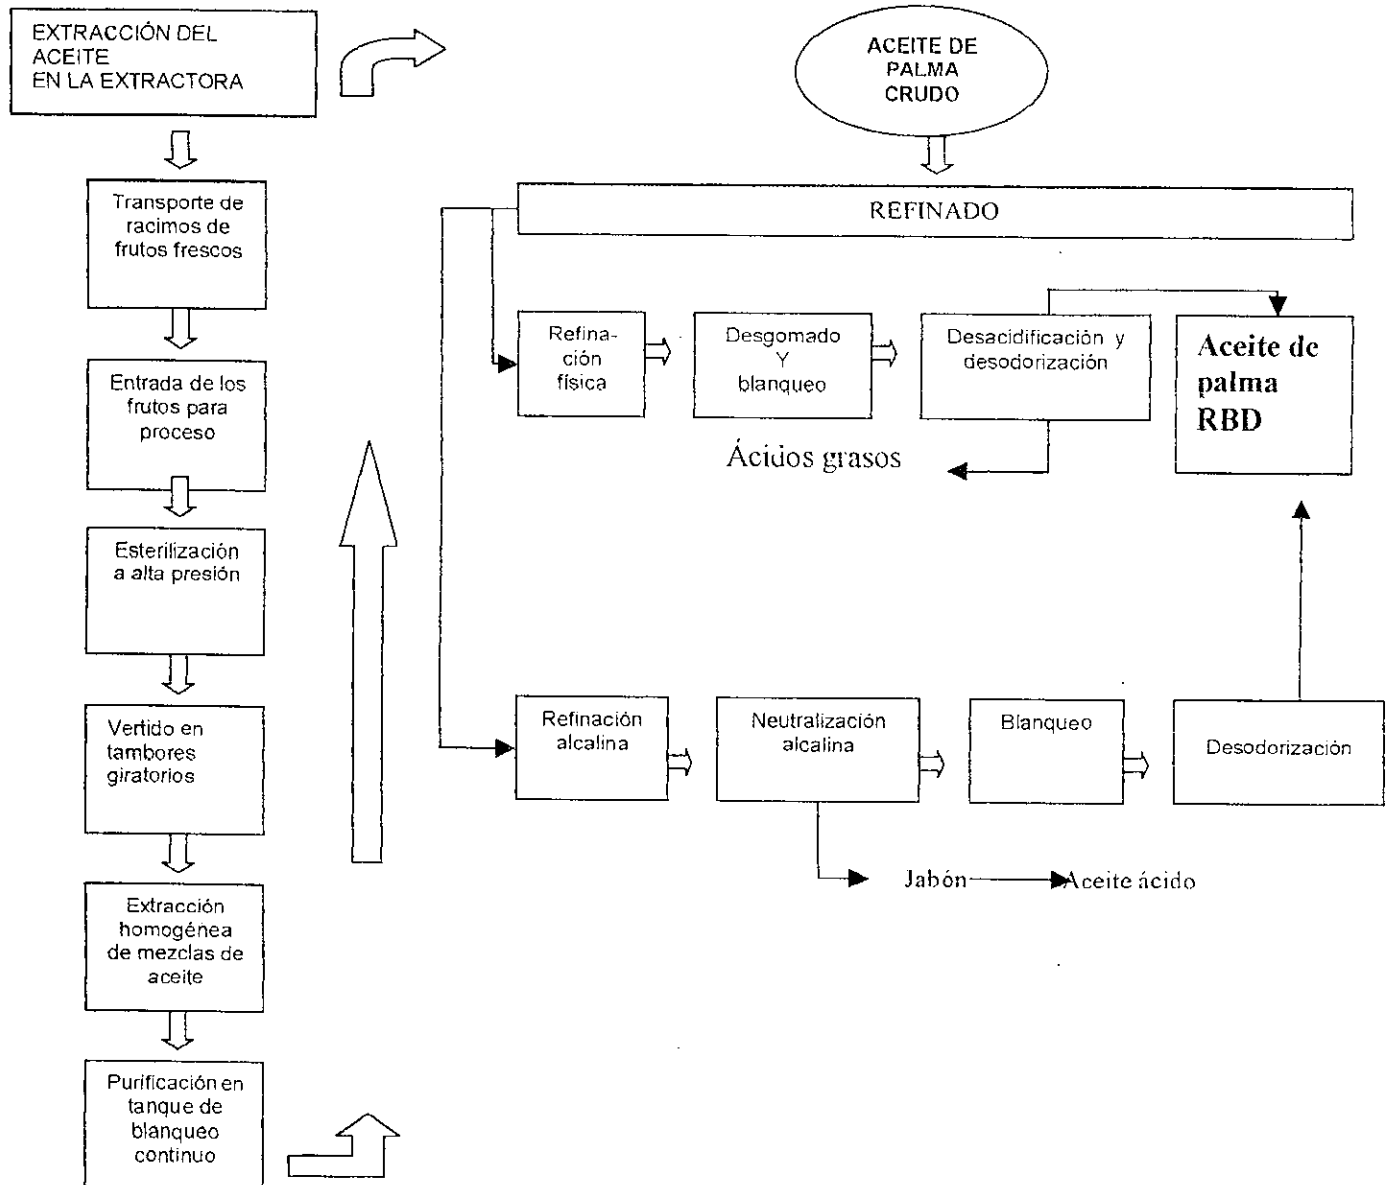 EXTRACCIÓN DEL
ACEITE
EN LA EXTRACTORA
Transporte de
racimos de
frutos frescos
Entrada de los
frutos para
proceso
Esterilización
a alta presión
Vertido en
tambores
giratorios
Extracción
homogénea
de mezclas de
aceite
Purificación en
tanque de
blanqueo
continuo
ACEITE DE
PALMA
CRUDO
REFINADO
Refina-
ción
física
Desgomado
Y
blanqueo
Desacidificación y
desodorización
Aceite de
palma
RBD
Ácidos grasos
Refinación
alcalina
Neutralización
alcalina
Blanqueo
Desodorización
Jabón
Aceite ácido